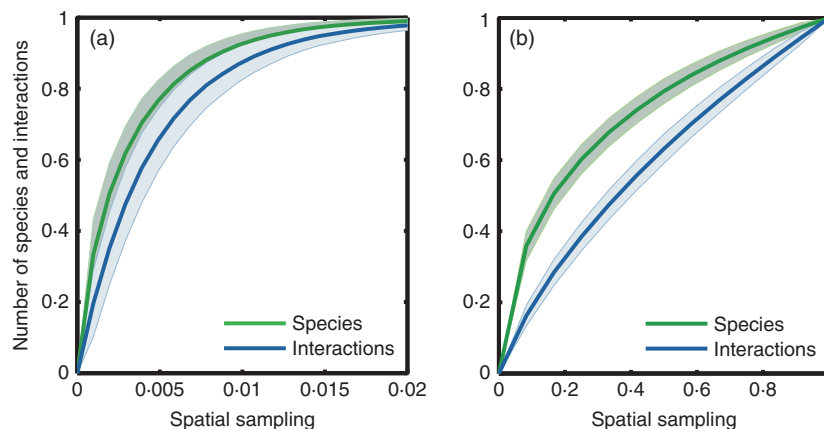 Number of species and interactions
(a)
1
0·8
0·6
0·4
0·2
0
Species
Interactions
0 0·005 0·01 0·015 0·02
Spatial sampling
(b)
1
0·8
0·6
0·4
0·2
0
Species
Interactions
0 0·2 0·4 0·6 0·8
Spatial sampling